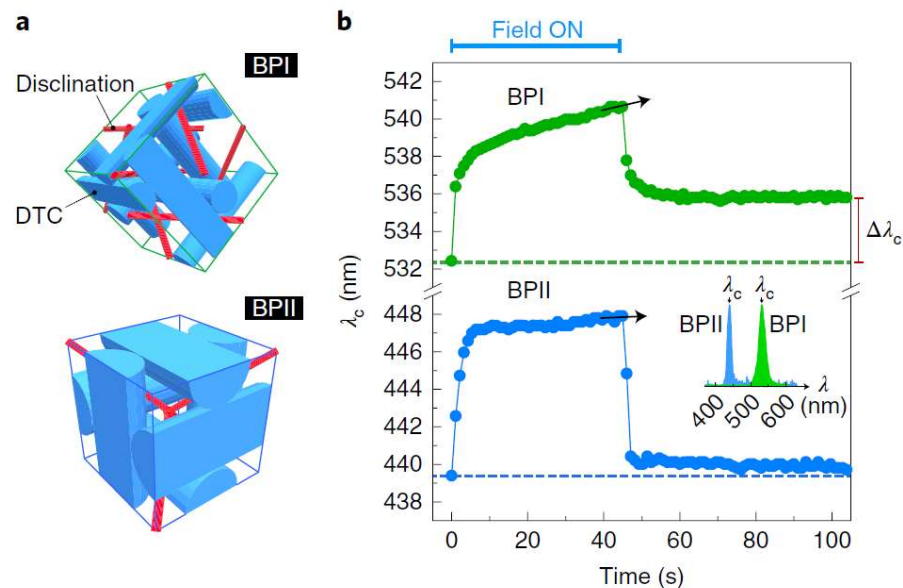 a
BPI
Disclination
DTC
BPII
b
Field ON
542
540
538
536
534
532
448
446
444
442
440
439
438
λc (nm)
BPI
Δλc
BPII
λc λc
BPII BPI
λ
400 500 600 (nm)
0 20 40 60 80 100
Time (s)